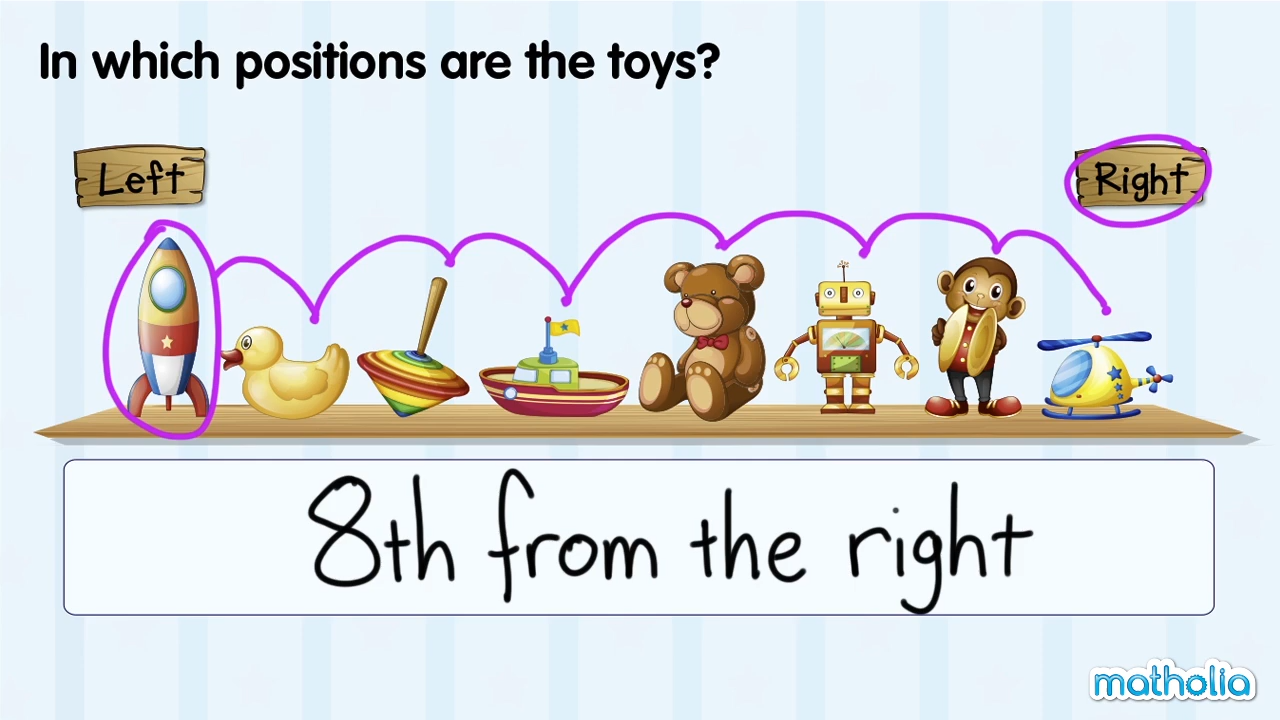 In which positions are the toys?
Left
Right
8th from the right
matholia